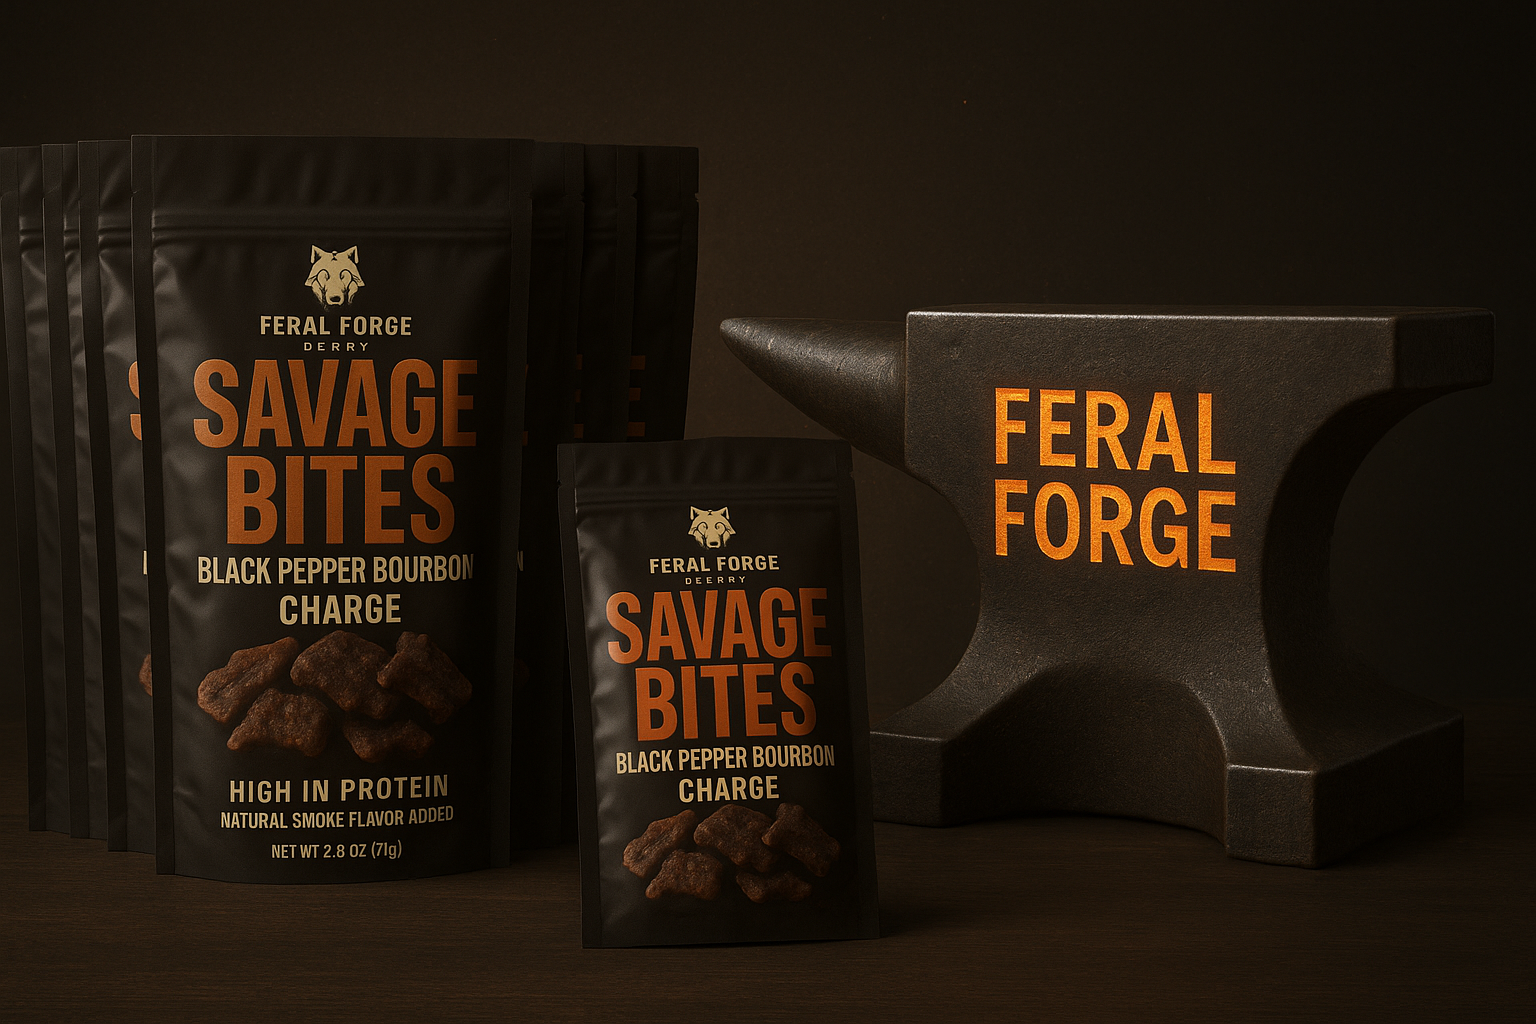 FERAL FORGE
DERRY
SAVAGE
BITES
BLACK PEPPER BOURBON
CHARGE
HIGH IN PROTEIN
NATURAL SMOKE FLAVOR ADDED
NET WT 2.8 OZ (71g)
FERAL FORGE
DEERRY
SAVAGE
BITES
BLACK PEPPER BOURBON
CHARGE
FERAL
FORGE